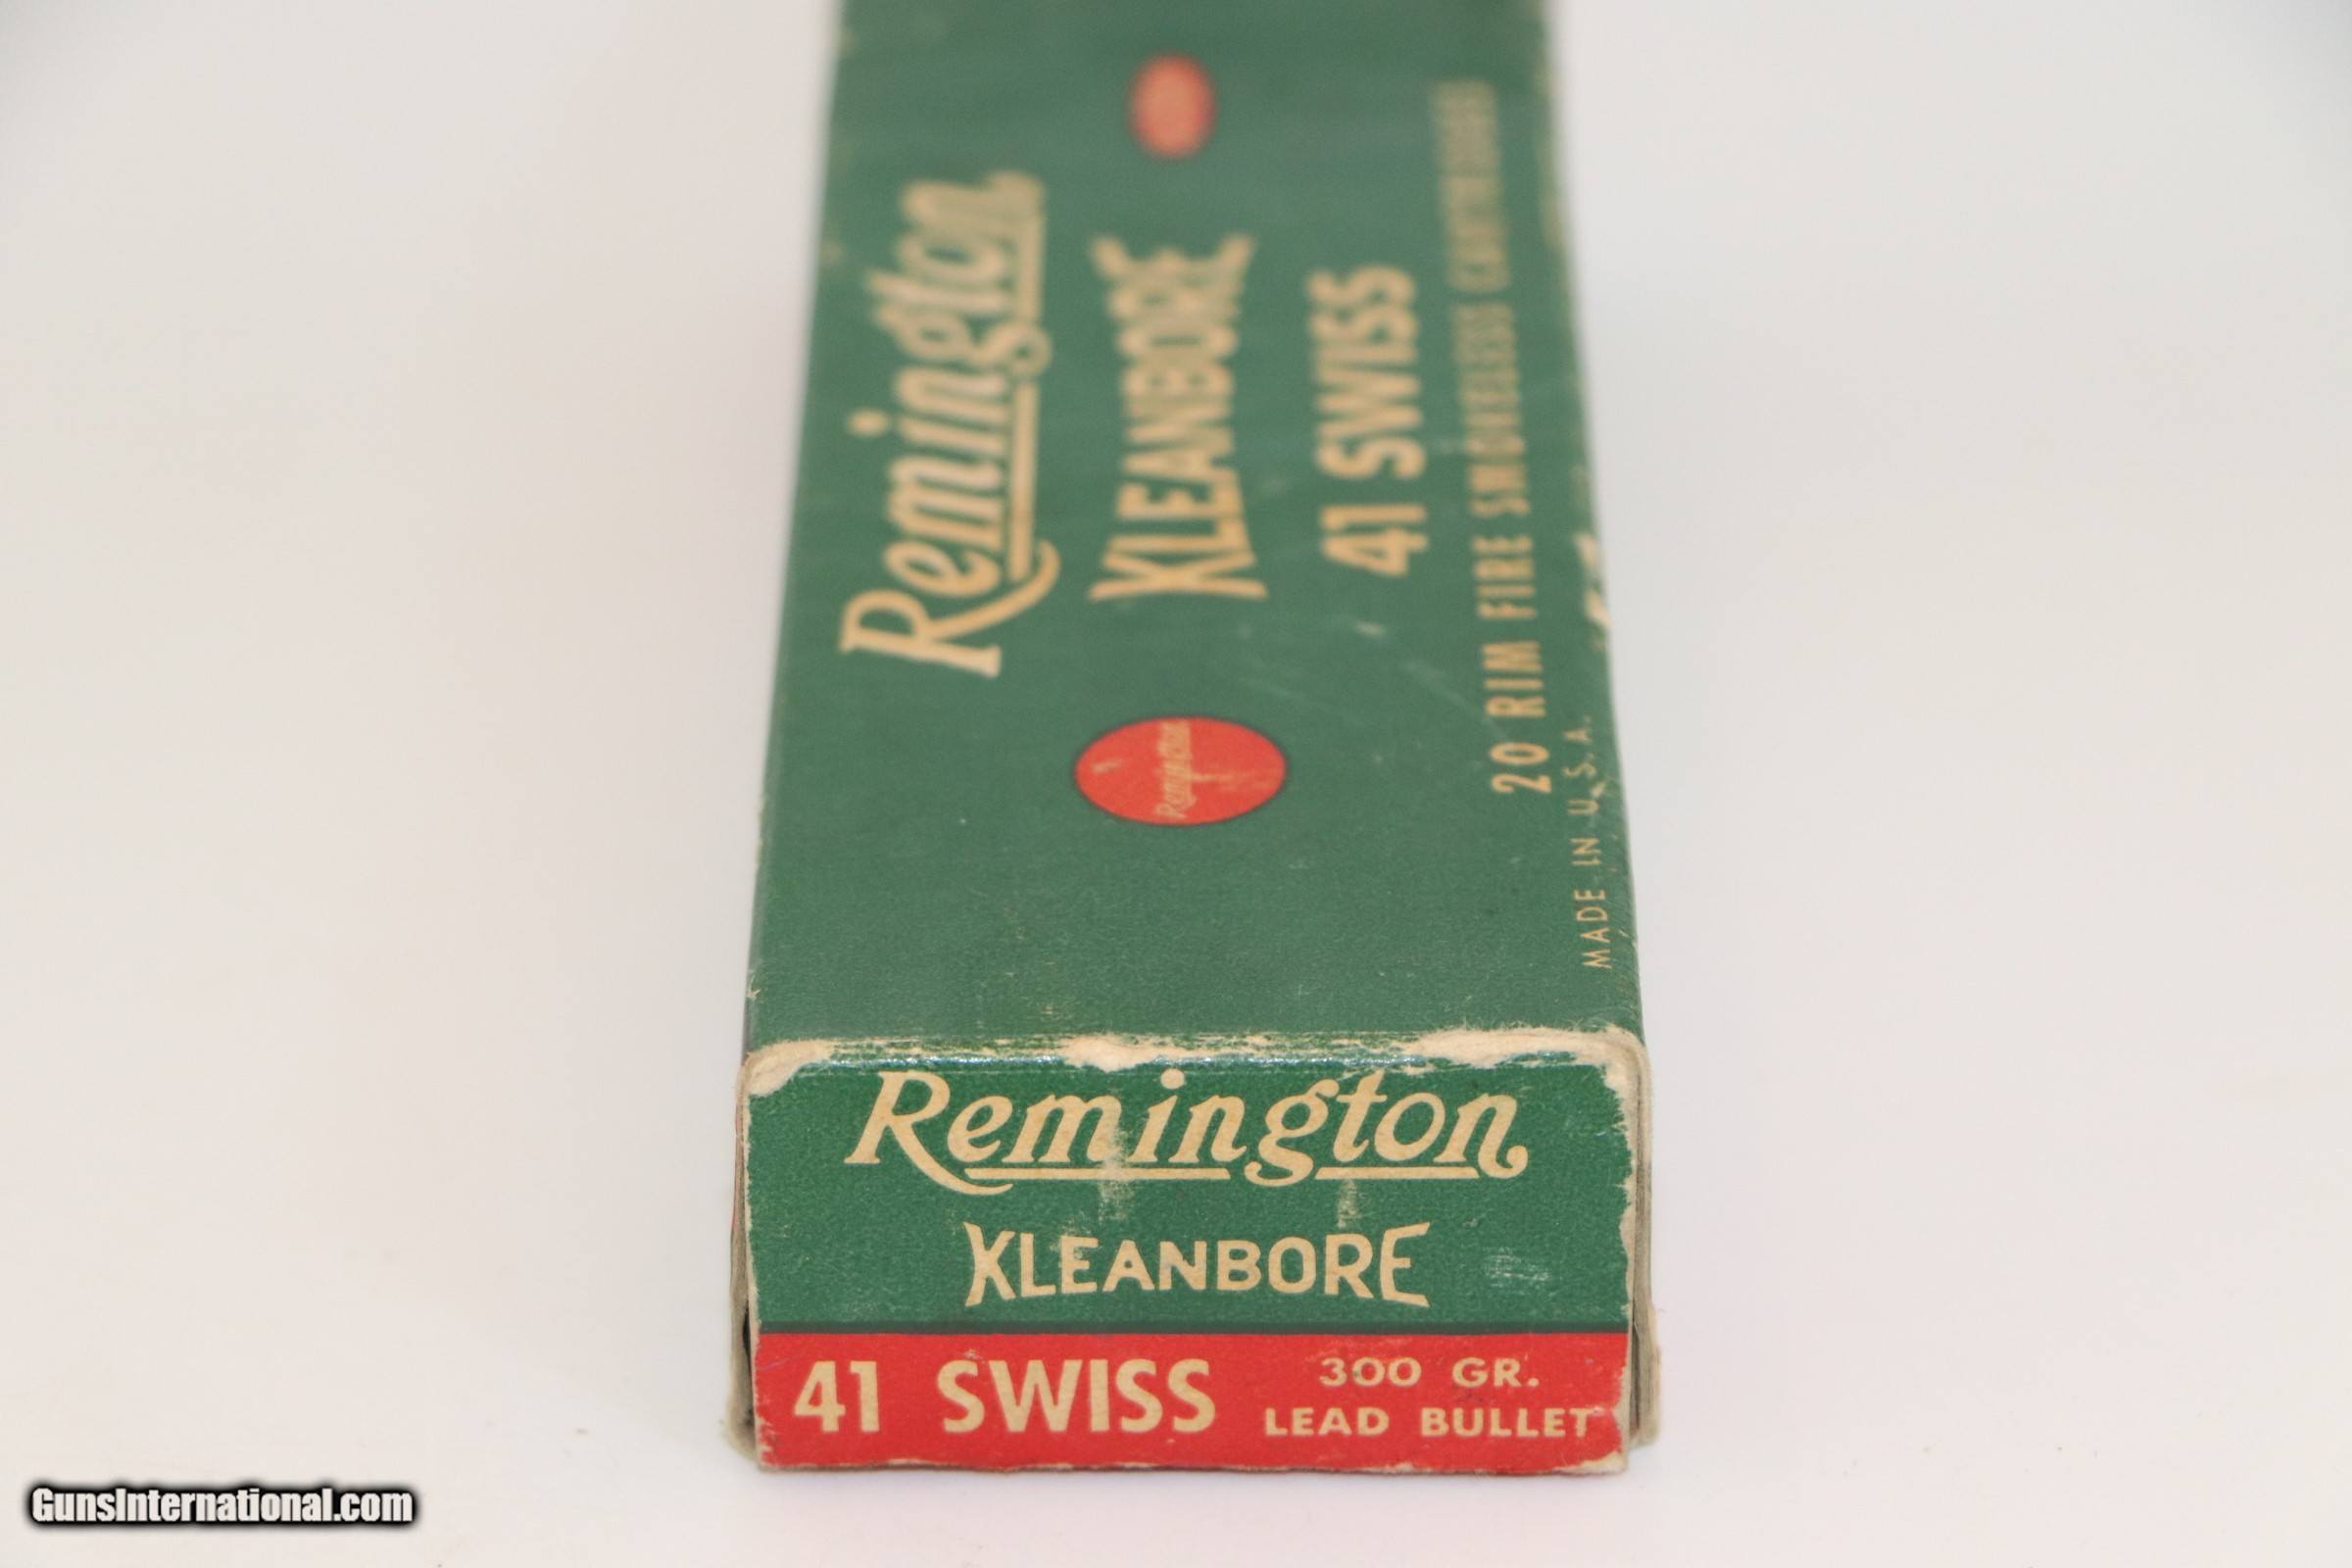 Remington
KLEANBORE
41 SWISS
20 RIM FIRE SMOKELESS CARTRIDGES
MADE IN U.S.A.
Remington
Remington
KLEANBORE
41 SWISS
300 GR.
LEAD BULLET
GunsInternational.com